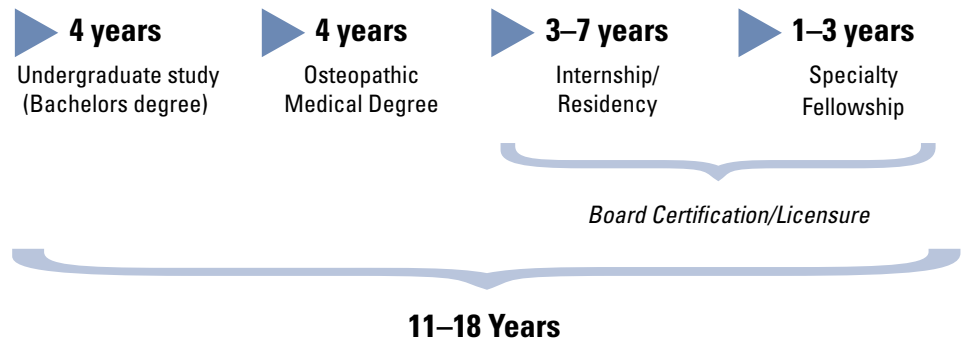 4 years
Undergraduate study
(Bachelors degree)
4 years
Osteopathic
Medical Degree
3–7 years
Internship/
Residency
1–3 years
Specialty
Fellowship
Board Certification/Licensure
11–18 Years